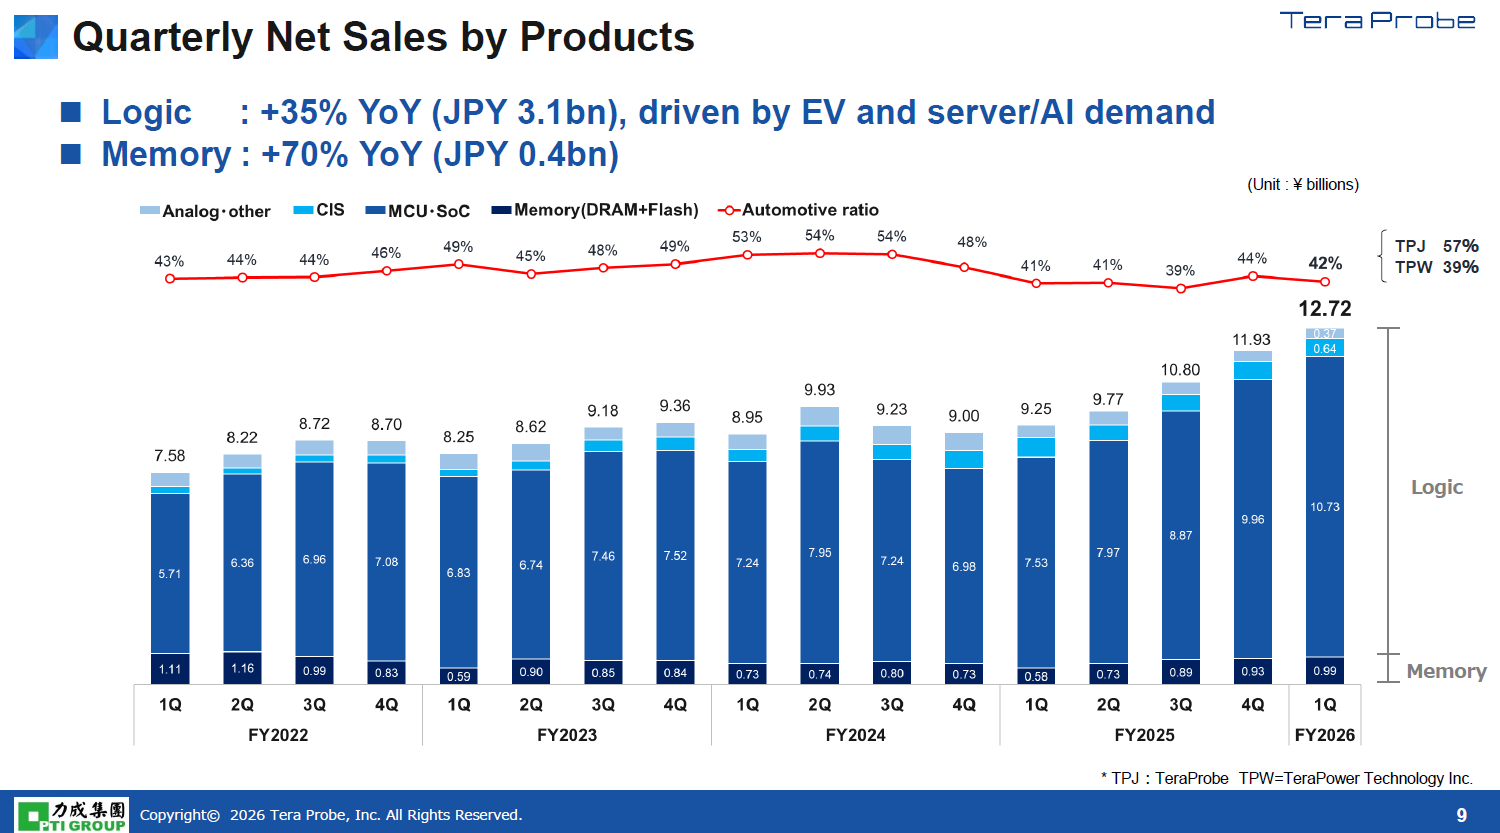 Quarterly Net Sales by Products
Tera Probe
■ Logic : +35% YoY (JPY 3.1bn), driven by EV and server/AI demand
■ Memory : +70% YoY (JPY 0.4bn)
(Unit : ¥ billions)
Analog・other CIS MCU・SoC Memory(DRAM+Flash) Automotive ratio
43% 44% 44% 46% 49% 45% 48% 49% 53% 54% 54% 48% 41% 41% 39% 44% 42%
TPJ 57%
TPW 39%
7.58 8.22 8.72 8.70 8.25 8.62 9.18 9.36 8.95 9.93 9.23 9.00 9.25 9.77 10.80 11.93 12.72
0.37
0.64
5.71 6.36 6.96 7.08 6.83 6.74 7.46 7.52 7.24 7.95 7.24 6.98 7.53 7.97 8.87 9.96 10.73
Logic
1.11 1.16 0.99 0.83 0.59 0.90 0.85 0.84 0.73 0.74 0.80 0.73 0.58 0.73 0.89 0.93 0.99
Memory
1Q 2Q 3Q 4Q 1Q 2Q 3Q 4Q 1Q 2Q 3Q 4Q 1Q 2Q 3Q 4Q 1Q
FY2022 FY2023 FY2024 FY2025 FY2026
* TPJ：TeraProbe TPW=TeraPower Technology Inc.
力成集團
PTI GROUP
Copyright© 2026 Tera Probe, Inc. All Rights Reserved.
9